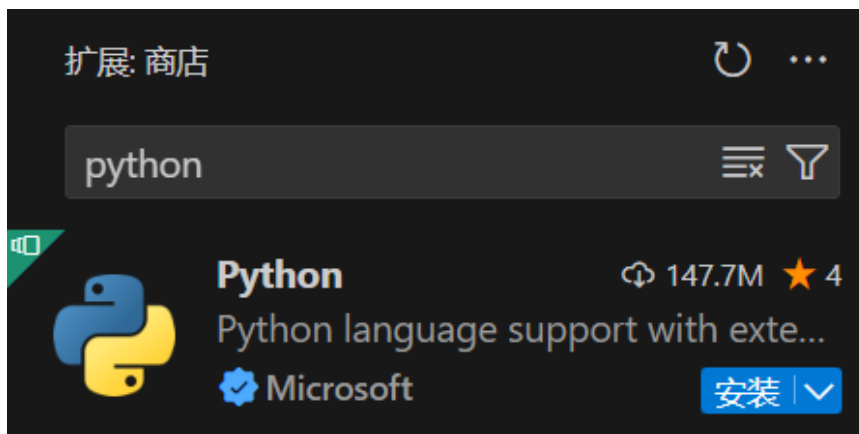 扩展: 商店
python
Python 147.7M 4
Python language support with exte...
Microsoft 安装